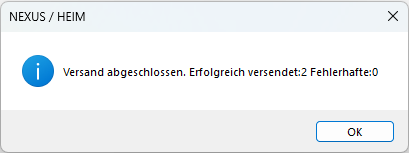 NEXUS / HEIM
Versand abgeschlossen. Erfolgreich versendet:2 Fehlerhafte:0
OK